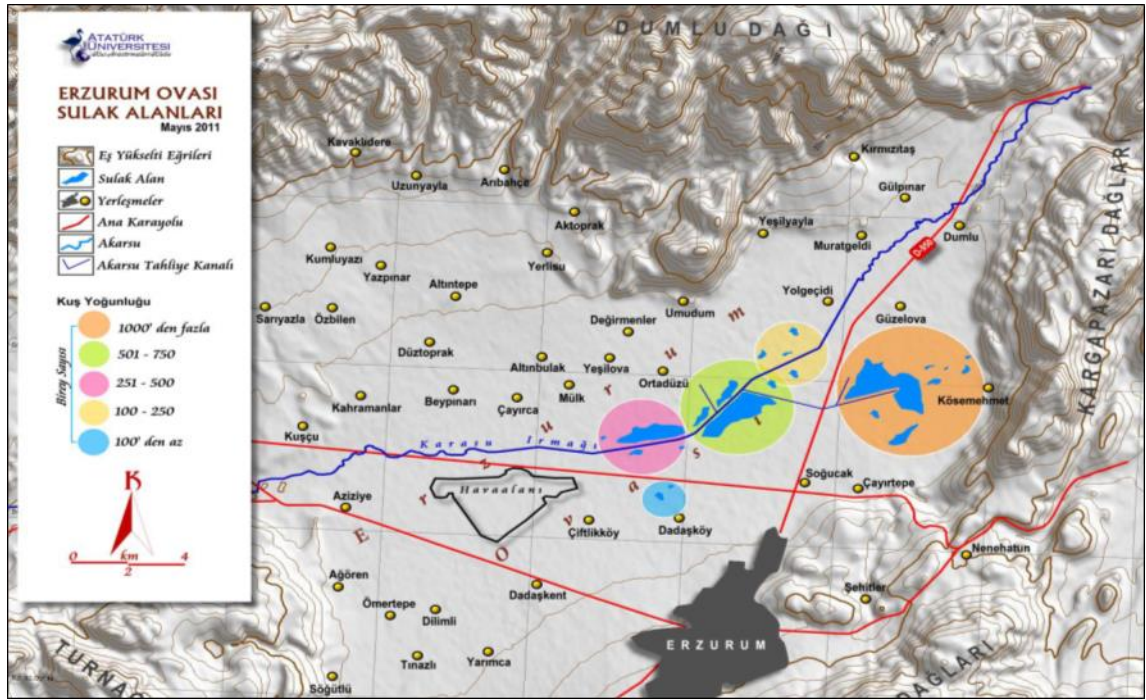 ATATÜRK
ÜNİVERSİTESİ
ERZURUM OVASI
SULAK ALANLARI
Mayıs 2011
Eş Yükselti Eğrileri
Sulak Alan
Yerleşmeler
Ana Karayolu
Akarsu
Akarsu Tahliye Kanalı
Kuş Yoğunluğu
Birey Sayısı
1000' den fazla
501 - 750
251 - 500
100 - 250
100' den az
K
0 km 4
2
DUMLU DAĞI
KARGAPAZARI DAĞLAR
Kavaklıdere
Uzunyayla
Arıbahçe
Kırmızıtaş
Gülpınar
Aktoprak
Yeşilyayla
Muratgeldi
Dumlu
D-950
Kumluyazı
Yazpınar
Yerlisu
Altıntepe
Sarıyazla
Özbilen
Umudum
Yolgeçidi
Güzelova
Değirmenler
Düztoprak
Altınbulak
Yeşilova
Ortadüzü
Kahramanlar
Beypınarı
Çayırca
Mülk
Kösemehmet
Kuşçu
Karasu Irmağı
Erzurum
Ovası
Havaalanı
Soğucak
Çayırtepe
Aziziye
Çiftlikköy
Dadaşköy
Nenehatun
Ağören
Dadaşkent
Şehitler
Ömertepe
Dilimli
ERZURUM
Tınazlı
Yarımca
Söğütlü
TURNAG
DAĞLARI